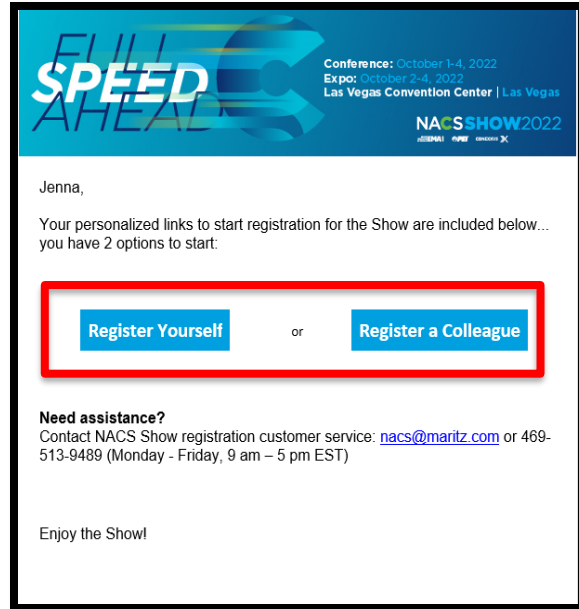 FULL
SPEED
AHEAD
Conference: October 1-4, 2022
Expo: October 2-4, 2022
Las Vegas Convention Center | Las Vegas
NACSSHOW2022
Jenna,
Your personalized links to start registration for the Show are included below...
you have 2 options to start:
Register Yourself or Register a Colleague
Need assistance?
Contact NACS Show registration customer service: nacs@maritz.com or 469-
513-9489 (Monday - Friday, 9 am – 5 pm EST)
Enjoy the Show!